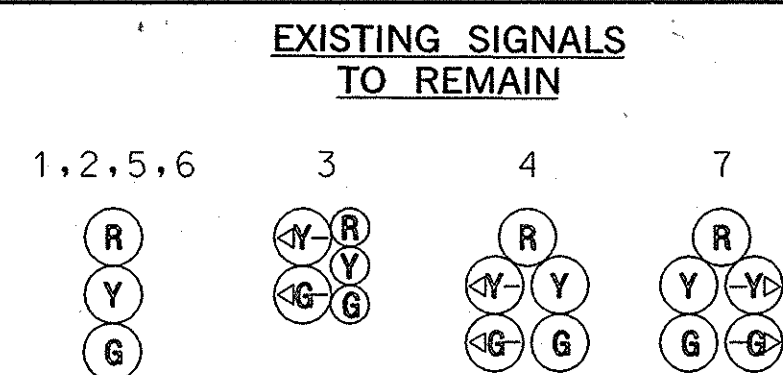 EXISTING SIGNALS
TO REMAIN
1,2,5,6 3 4 7
R Y R R R
Y G Y Y Y Y Y
G G G G G G